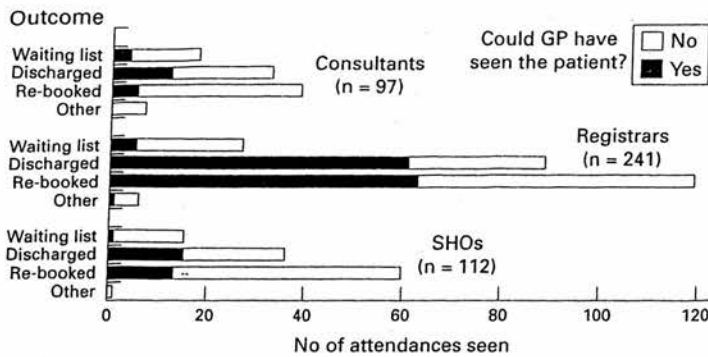 Outcome
Could GP have
seen the patient?
No
Yes
Waiting list
Discharged
Re-booked
Other
Consultants
(n = 97)
Waiting list
Discharged
Re-booked
Other
Registrars
(n = 241)
Waiting list
Discharged
Re-booked
Other
SHOs
(n = 112)
0 20 40 60 80 100 120
No of attendances seen